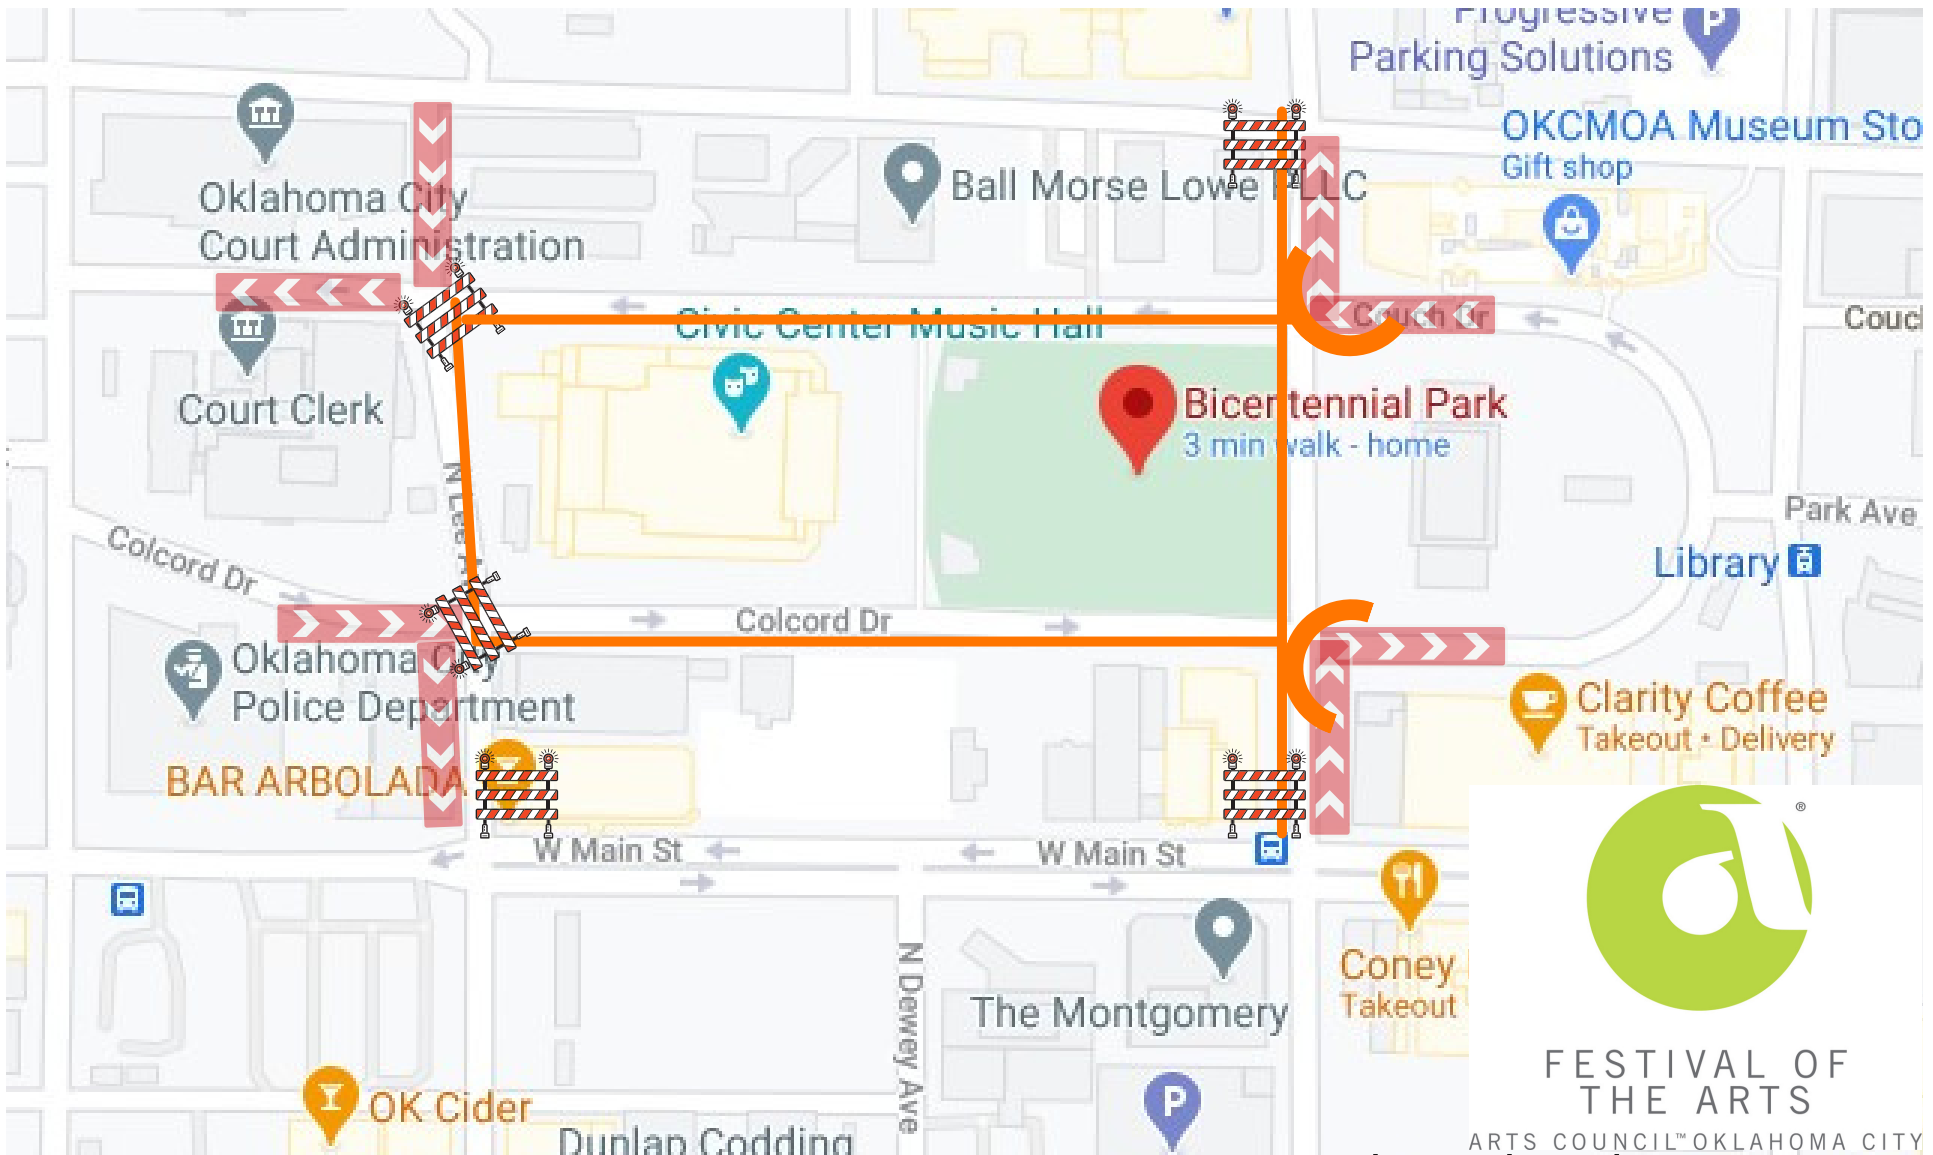 Progressive
Parking Solutions
P
OKCMOA Museum Sto
Gift shop
Oklahoma City
Court Administration
Ball Morse Lowe PLLC
Civic Center Music Hall
Couch Dr
Court Clerk
Bicentennial Park
3 min walk - home
N Lee A
Park Ave
Colcord Dr
Library
Colcord Dr
Oklahoma City
Police Department
Clarity Coffee
Takeout • Delivery
BAR ARBOLADA
®
W Main St
W Main St
N Dewey Ave
Coney
Takeout
The Montgomery
P
OK Cider
Dunlap Codding
FESTIVAL OF
THE ARTS
ARTS COUNCIL™ OKLAHOMA CITY